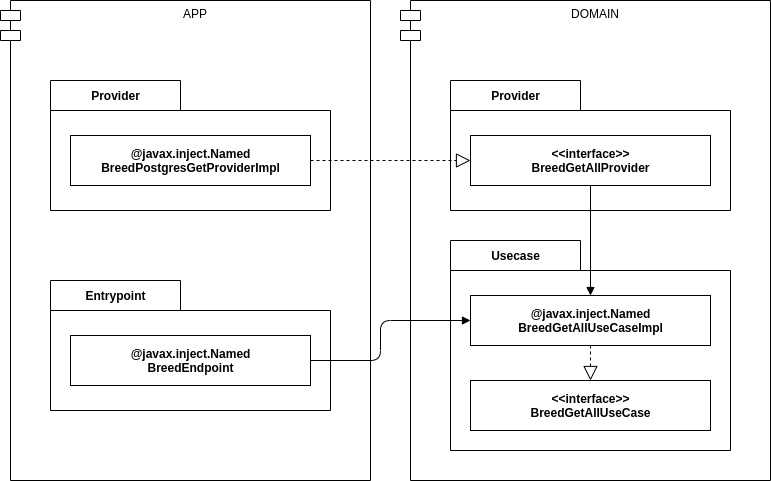 APP
Provider
@javax.inject.Named
BreedPostgresGetProviderImpl
Entrypoint
@javax.inject.Named
BreedEndpoint
DOMAIN
Provider
<<interface>>
BreedGetAllProvider
Usecase
@javax.inject.Named
BreedGetAllUseCaseImpl
<<interface>>
BreedGetAllUseCase